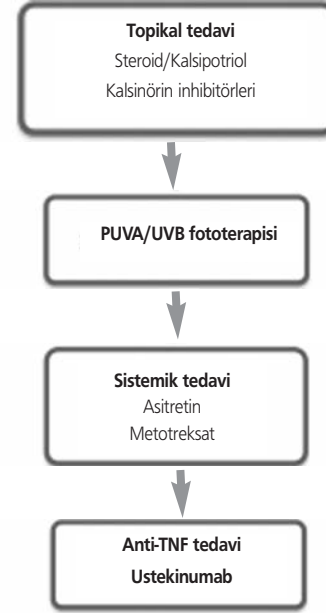 Topikal tedavi
Steroid/Kalsipotriol
Kalsinörin inhibitörleri
PUVA/UVB fototerapisi
Sistemik tedavi
Asitretin
Metotreksat
Anti-TNF tedavi
Ustekinumab